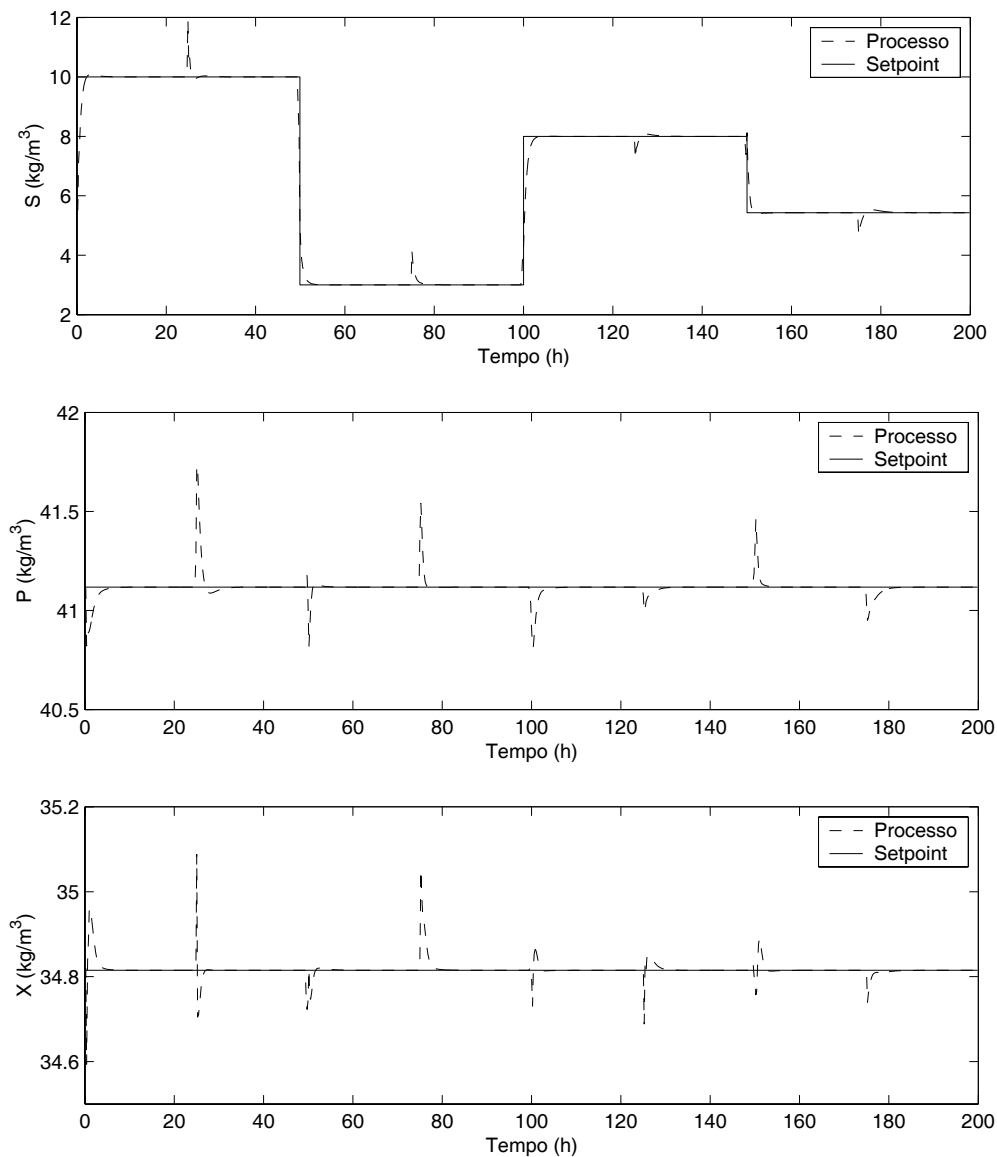 12
10
8
6
4
2
S (kg/m³)
Processo
Setpoint
0 20 40 60 80 100 120 140 160 180 200
Tempo (h)
42
41.5
41
40.5
P (kg/m³)
Processo
Setpoint
0 20 40 60 80 100 120 140 160 180 200
Tempo (h)
35.2
35
34.8
34.6
X (kg/m³)
Processo
Setpoint
0 20 40 60 80 100 120 140 160 180 200
Tempo (h)